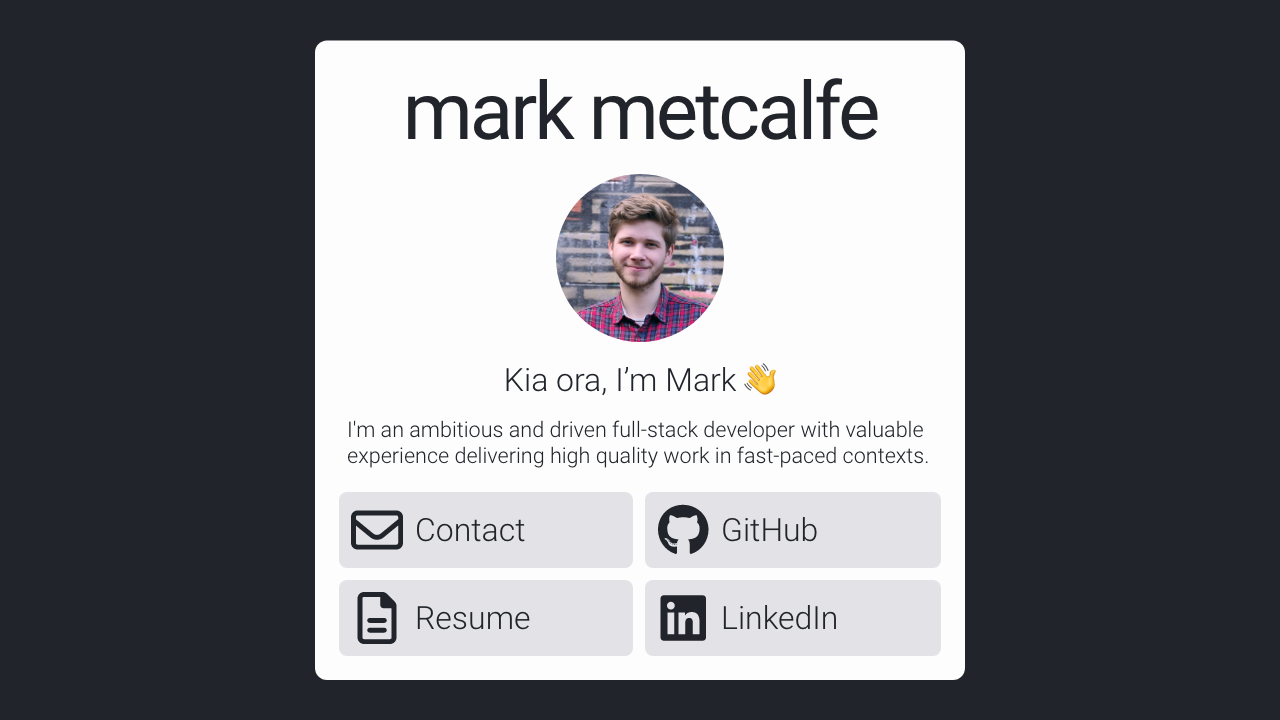 mark metcalfe
Kia ora, I’m Mark 👋
I'm an ambitious and driven full-stack developer with valuable
experience delivering high quality work in fast-paced contexts.
Contact
GitHub
Resume
LinkedIn